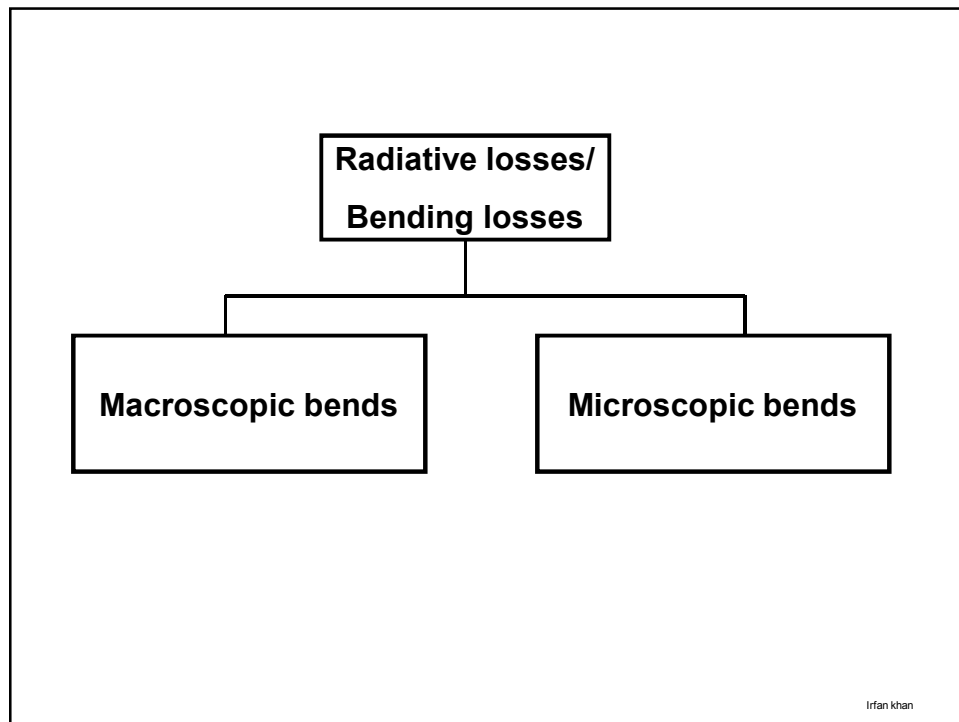 Radiative losses/
Bending losses
Macroscopic bends
Microscopic bends
Irfan khan